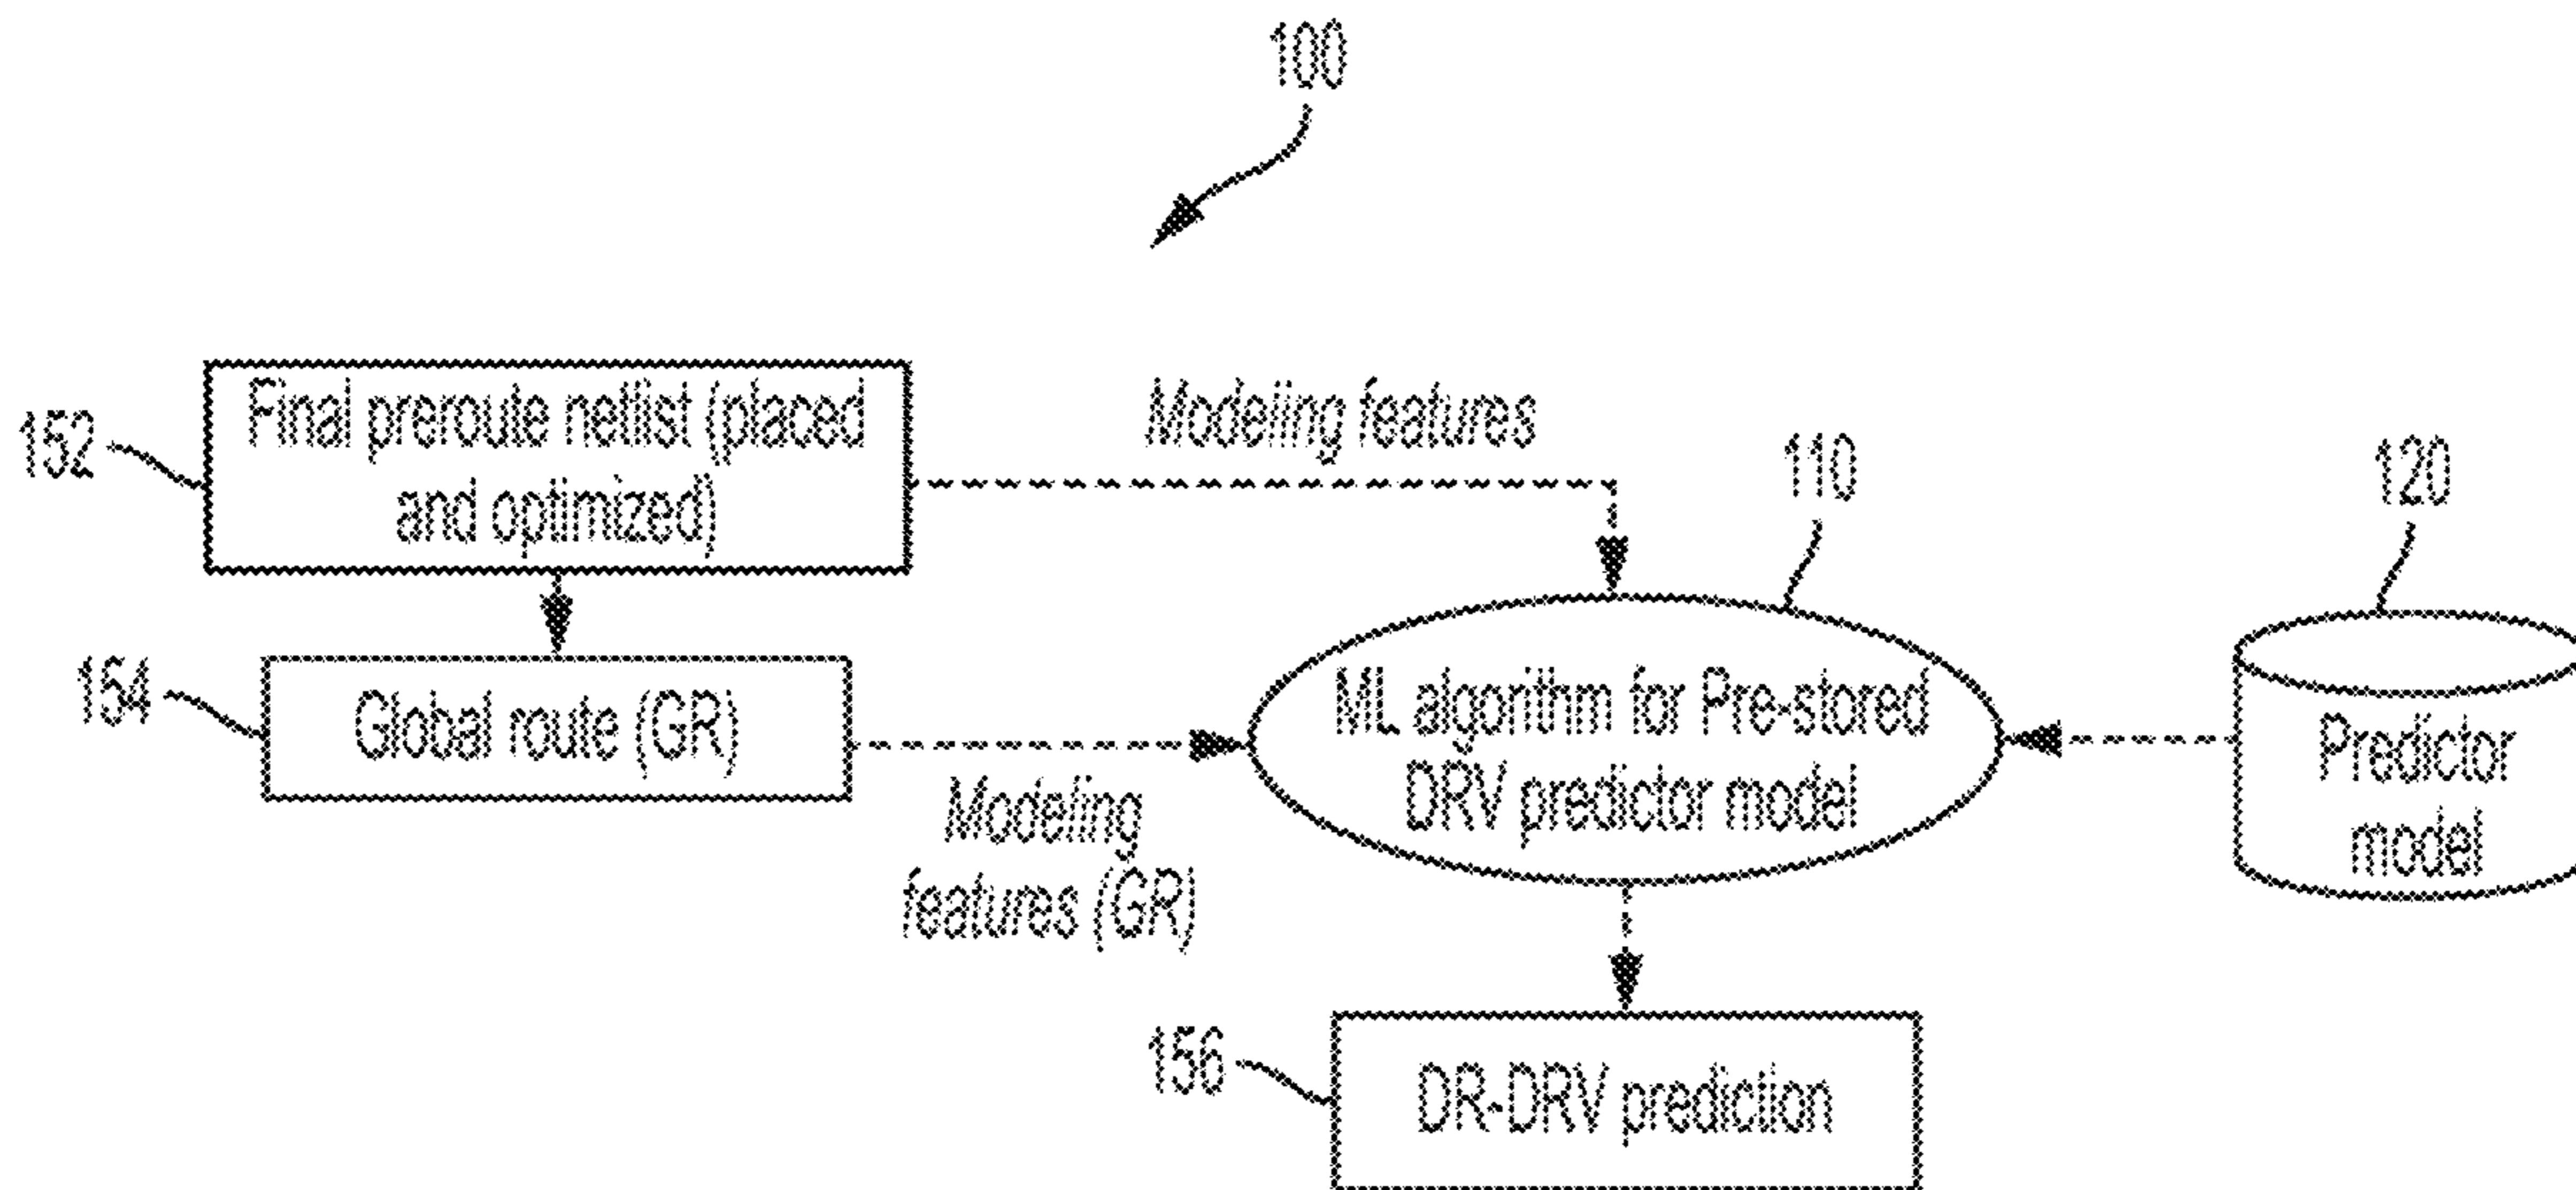 100
152
Final preroute netlist (placed
and optimized)
Modeling features
110
120
154
Global route (GR)
Modeling
features (GR)
ML algorithm for Pre-stored
DRV predictor model
Predictor
model
156
DR-DRV prediction